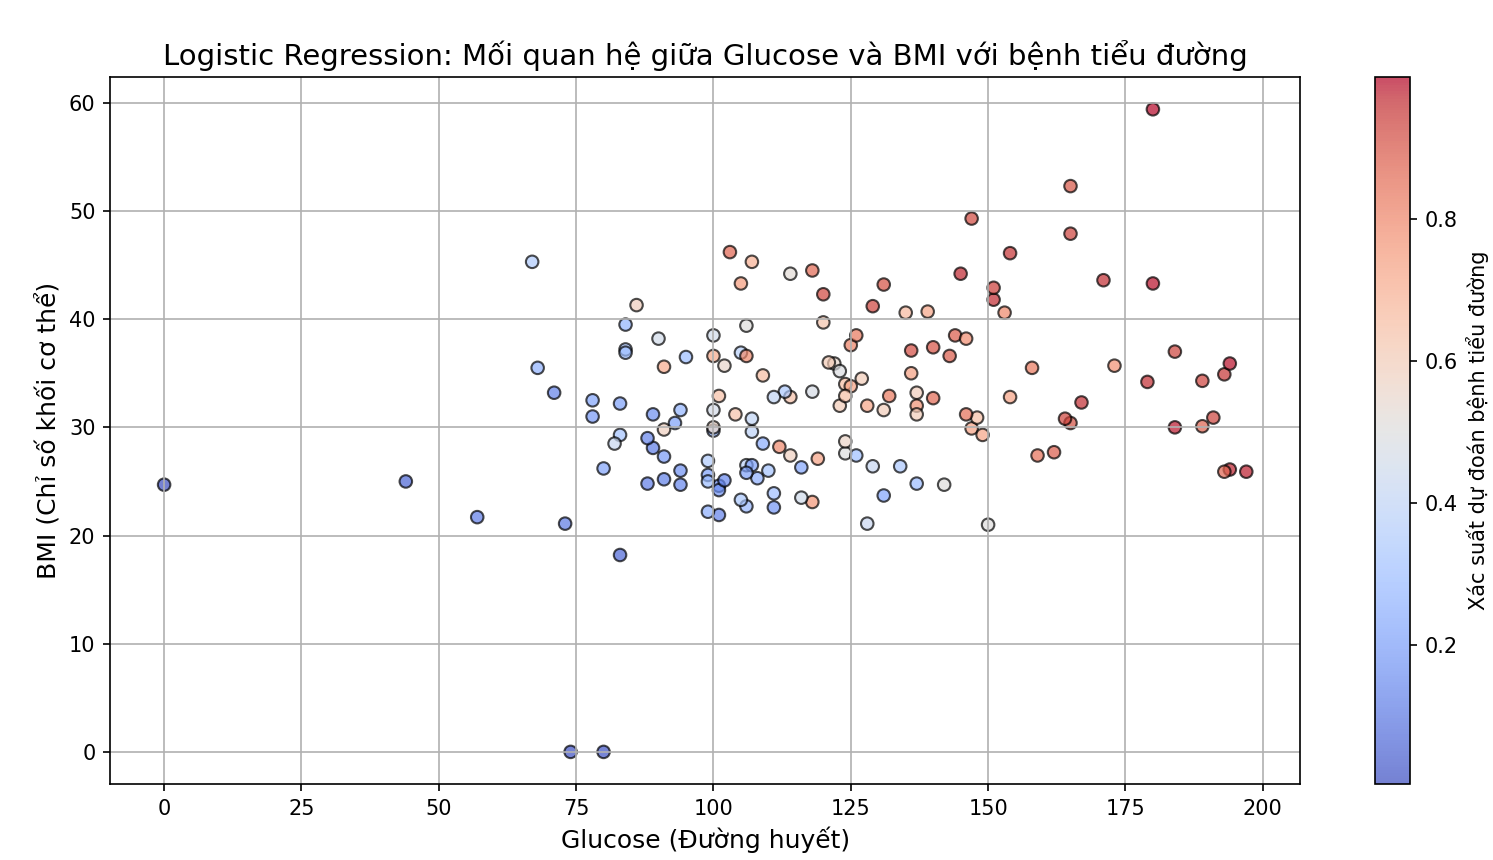 Logistic Regression: Mối quan hệ giữa Glucose và BMI với bệnh tiểu đường
BMI (Chỉ số khối cơ thể)
60
50
40
30
20
10
0
0 25 50 75 100 125 150 175 200
Glucose (Đường huyết)
0.8
0.6
0.4
0.2
Xác suất dự đoán bệnh tiểu đường